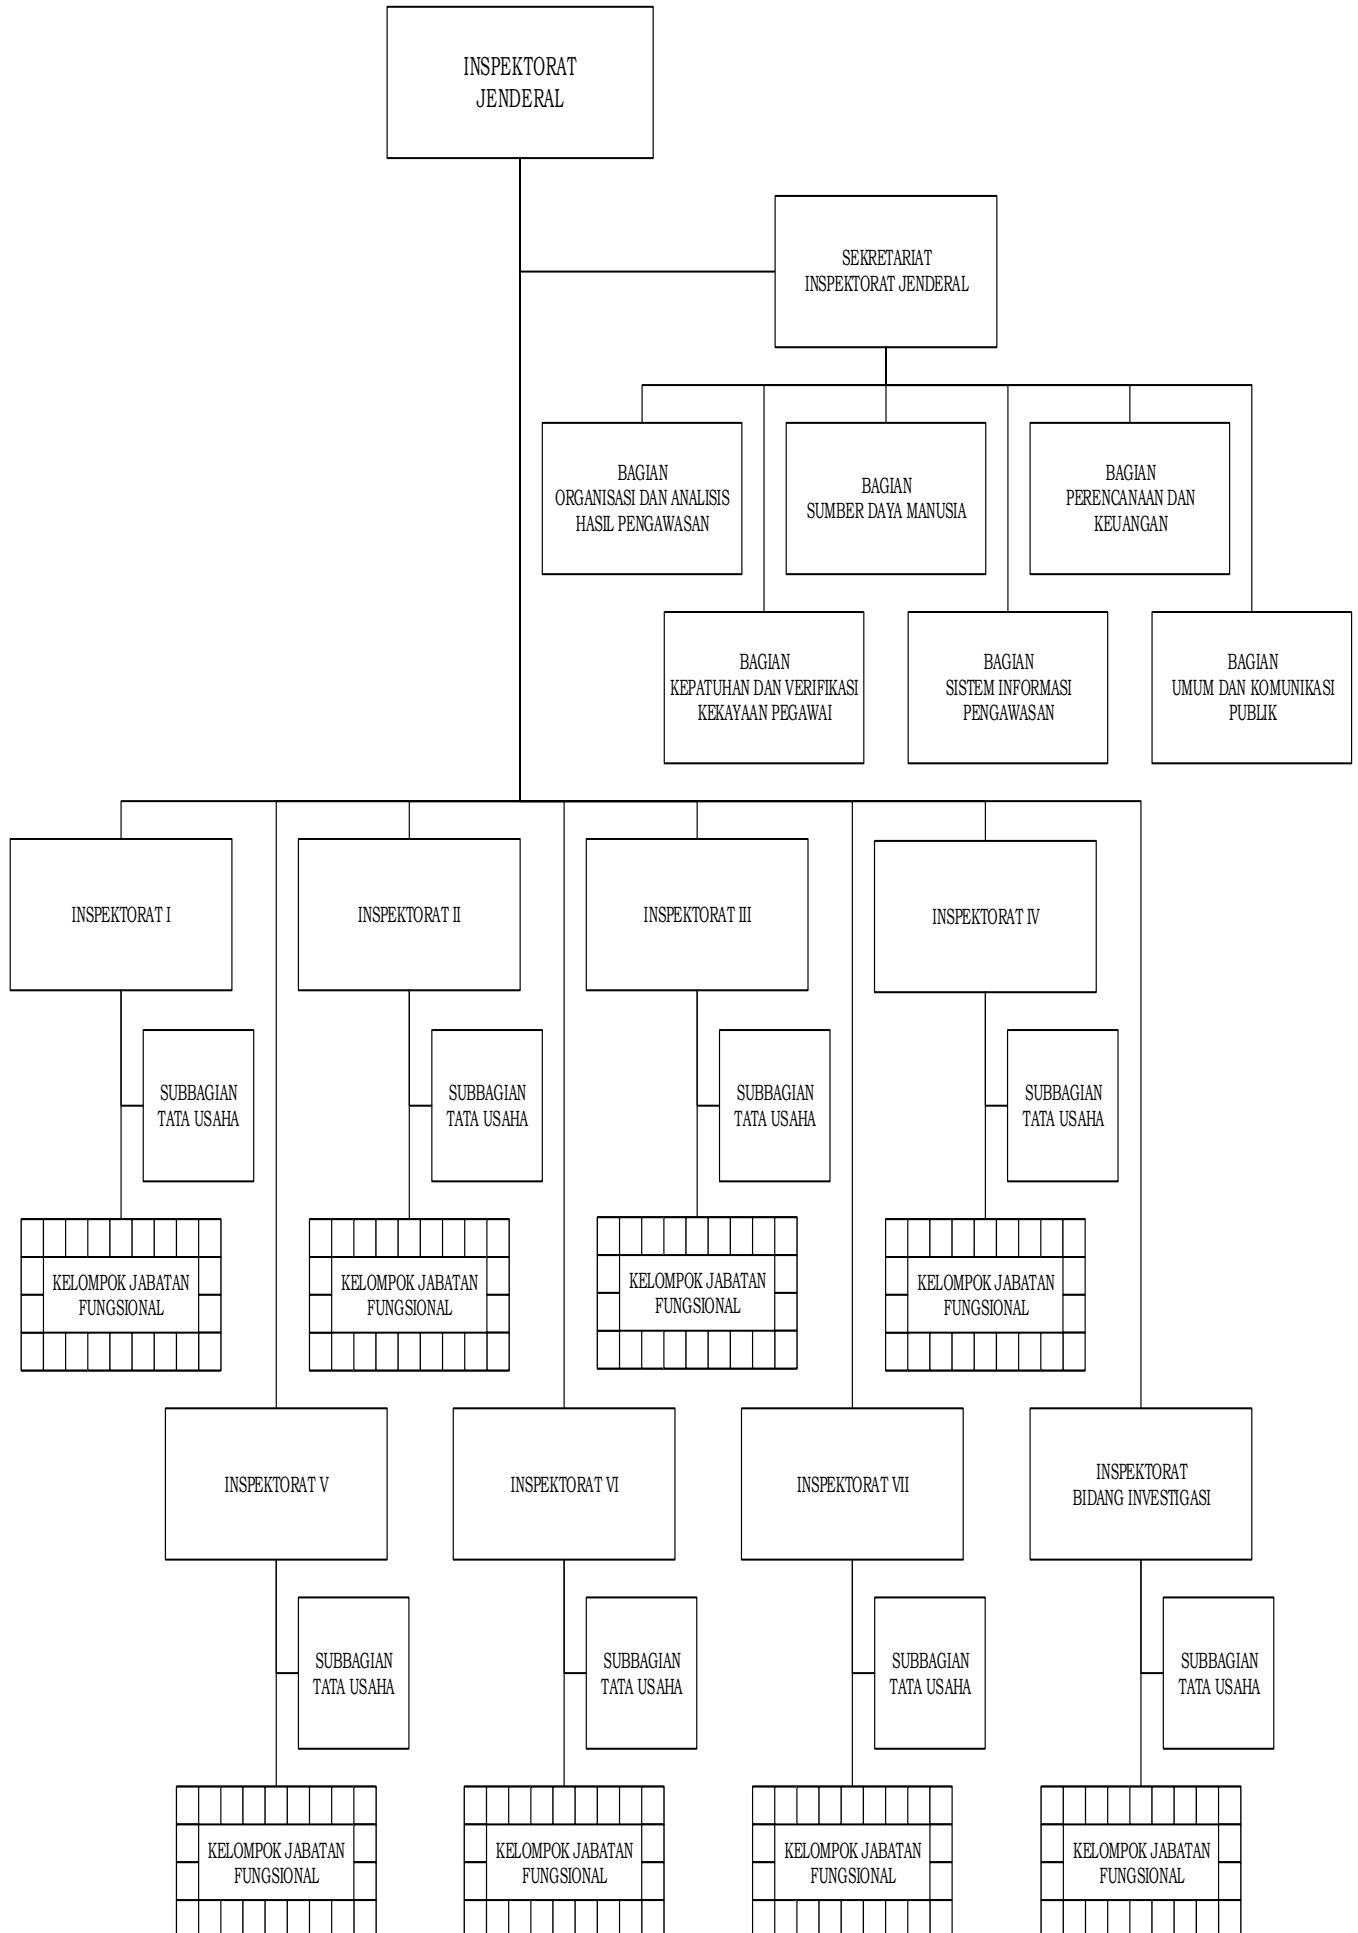 INSPEKTORAT
JENDERAL
SEKRETARIAT
INSPEKTORAT JENDERAL
BAGIAN
ORGANISASI DAN ANALISIS
HASIL PENGAWASAN
BAGIAN
SUMBER DAYA MANUSIA
BAGIAN
PERENCANAAN DAN
KEUANGAN
BAGIAN
KEPATUHAN DAN VERIFIKASI
KEKAYAAN PEGAWAI
BAGIAN
SISTEM INFORMASI
PENGAWASAN
BAGIAN
UMUM DAN KOMUNIKASI
PUBLIK
INSPEKTORAT I
INSPEKTORAT II
INSPEKTORAT III
INSPEKTORAT IV
SUBBAGIAN
TATA USAHA
SUBBAGIAN
TATA USAHA
SUBBAGIAN
TATA USAHA
SUBBAGIAN
TATA USAHA
KELOMPOK JABATAN
FUNGSIONAL
KELOMPOK JABATAN
FUNGSIONAL
KELOMPOK JABATAN
FUNGSIONAL
KELOMPOK JABATAN
FUNGSIONAL
INSPEKTORAT V
INSPEKTORAT VI
INSPEKTORAT VII
INSPEKTORAT
BIDANG INVESTIGASI
SUBBAGIAN
TATA USAHA
SUBBAGIAN
TATA USAHA
SUBBAGIAN
TATA USAHA
SUBBAGIAN
TATA USAHA
KELOMPOK JABATAN
FUNGSIONAL
KELOMPOK JABATAN
FUNGSIONAL
KELOMPOK JABATAN
FUNGSIONAL
KELOMPOK JABATAN
FUNGSIONAL